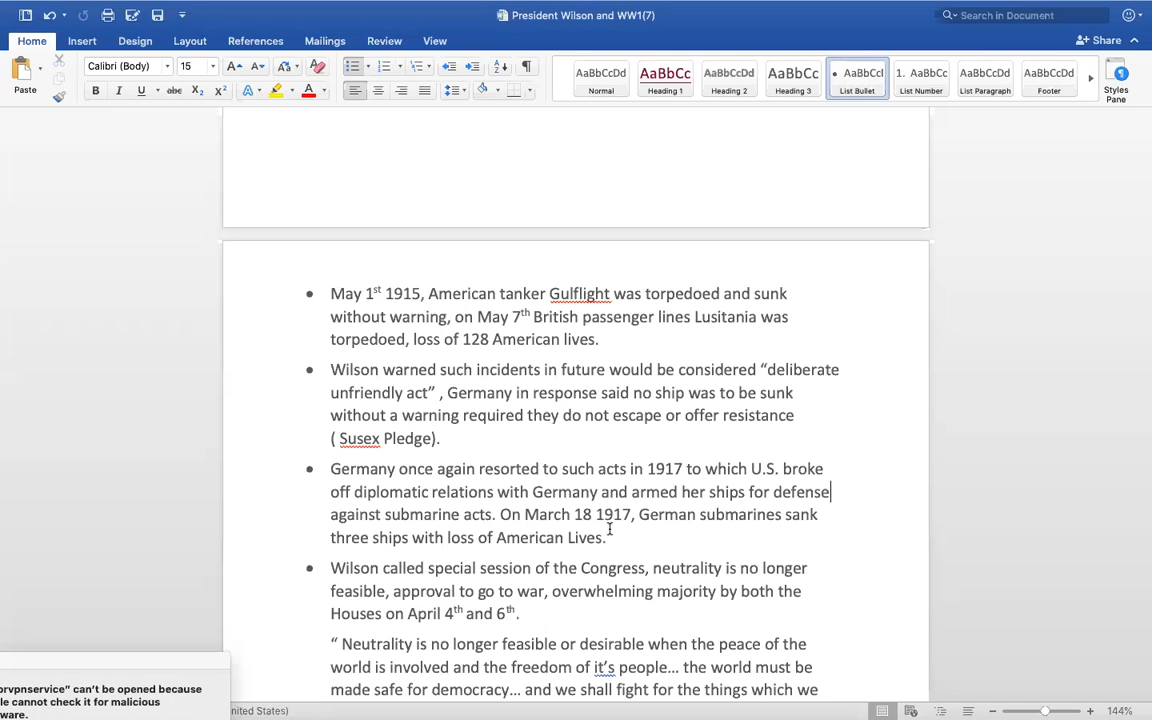 President Wilson and WW1(7)
Search in Document
Home Insert Design Layout References Mailings Review View
Share
Paste
Calibri (Body) 15
AaBbCcDd AaBbCc AaBbCcDd AaBbCc AaBbCcI 1. AaBbCc AaBbCcDd AaBbCcDd
Normal Heading 1 Heading 2 Heading 3 List Bullet List Number List Paragraph Footer
Styles
Pane
• May 1st 1915, American tanker Gulflight was torpedoed and sunk
without warning, on May 7th British passenger lines Lusitania was
torpedoed, loss of 128 American lives.
• Wilson warned such incidents in future would be considered “deliberate
unfriendly act” , Germany in response said no ship was to be sunk
without a warning required they do not escape or offer resistance
( Susex Pledge).
• Germany once again resorted to such acts in 1917 to which U.S. broke
off diplomatic relations with Germany and armed her ships for defense
against submarine acts. On March 18 1917, German submarines sank
three ships with loss of American Lives.
• Wilson called special session of the Congress, neutrality is no longer
feasible, approval to go to war, overwhelming majority by both the
Houses on April 4th and 6th.
“ Neutrality is no longer feasible or desirable when the peace of the
world is involved and the freedom of it’s people... the world must be
made safe for democracy... and we shall fight for the things which we
prvpnservice” can’t be opened because
le cannot check it for malicious
ware.
nited States)
144%